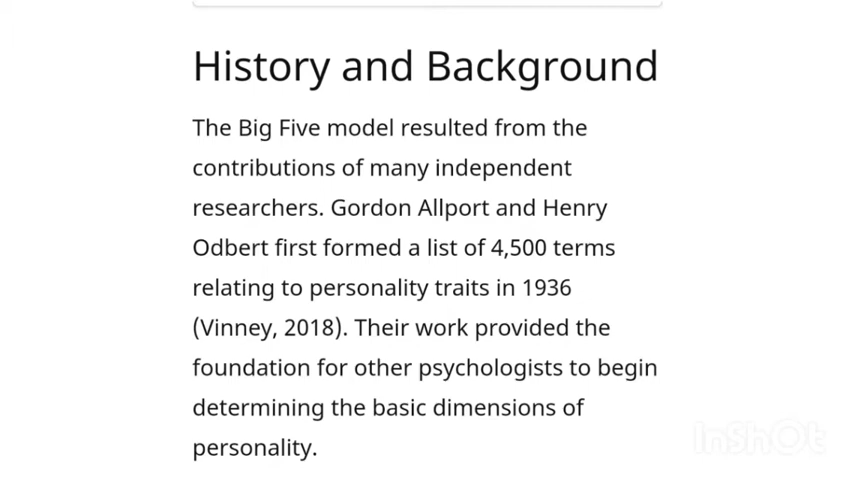 History and Background
The Big Five model resulted from the
contributions of many independent
researchers. Gordon Allport and Henry
Odbert first formed a list of 4,500 terms
relating to personality traits in 1936
(Vinney, 2018). Their work provided the
foundation for other psychologists to begin
determining the basic dimensions of
personality.
InShOt